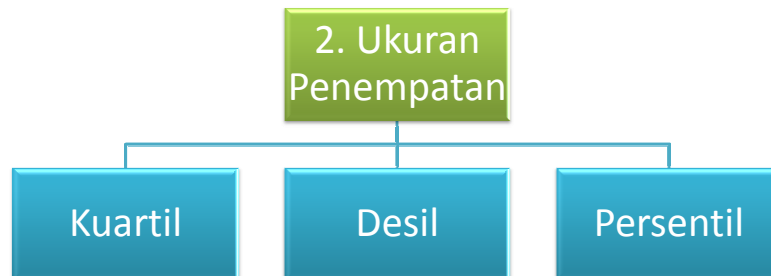 2. Ukuran
Penempatan
Kuartil
Desil
Persentil